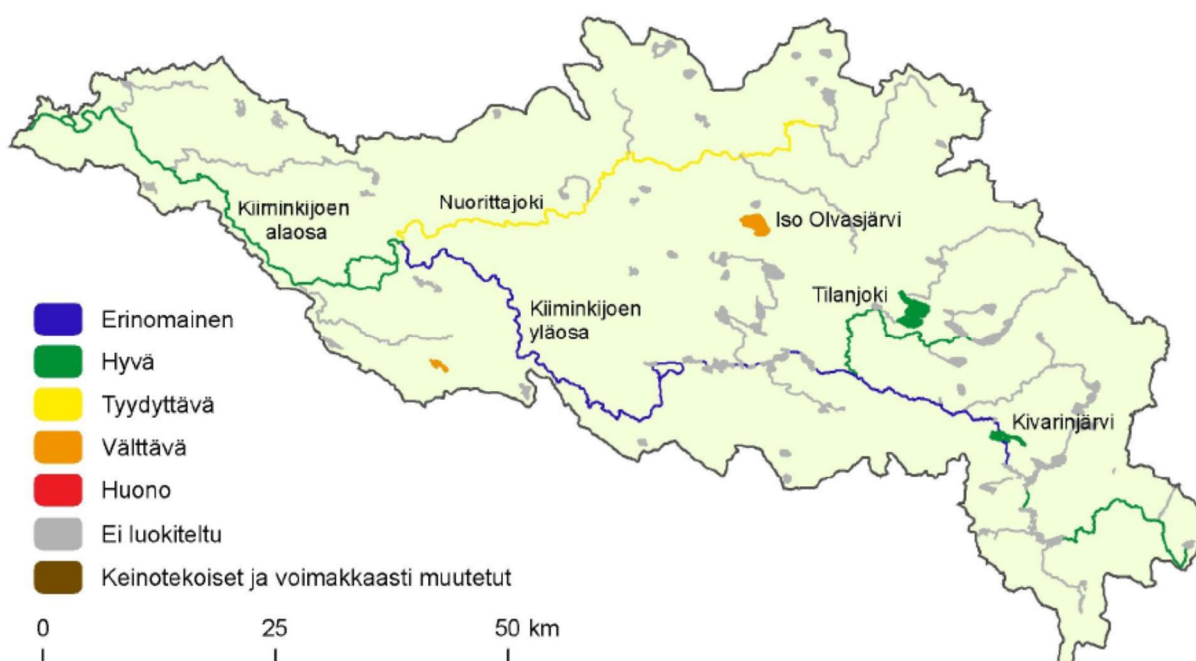 Nuorittajoki
Kiiminkijoen
alaosa
Iso Olvasjärvi
Tilanjoki
Kiiminkijoen
yläosa
Kivarinjärvi
Erinomainen
Hyvä
Tyydyttävä
Välttävä
Huono
Ei luokiteltu
Keinotekoiset ja voimakkaasti muutetut
0 25 50 km